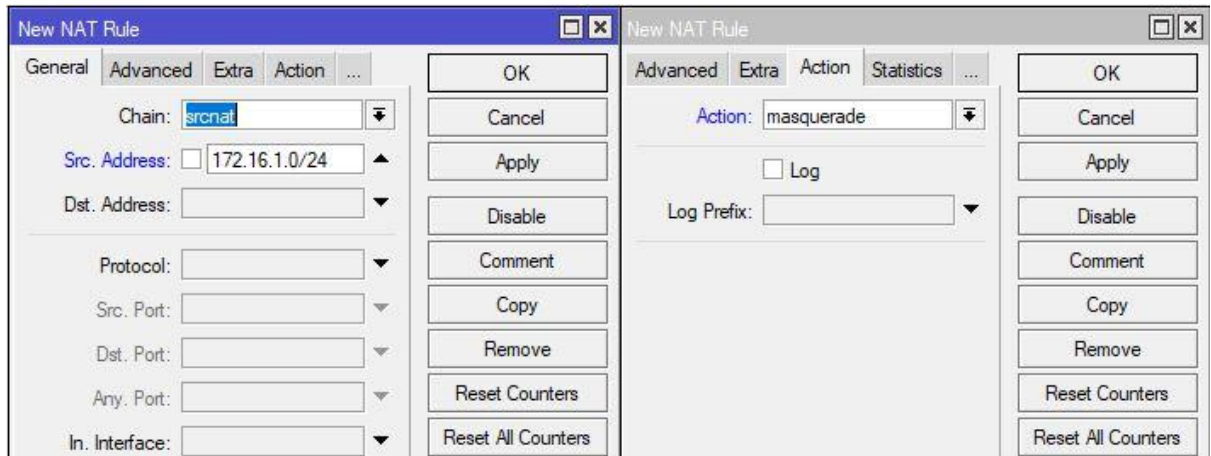 New NAT Rule
General Advanced Extra Action ...
Chain: srcnat
Src. Address: 172.16.1.0/24
Dst. Address:
Protocol:
Src. Port:
Dst. Port:
Any. Port:
In. Interface:
OK
Cancel
Apply
Disable
Comment
Copy
Remove
Reset Counters
Reset All Counters
New NAT Rule
Advanced Extra Action Statistics ...
Action: masquerade
Log
Log Prefix:
OK
Cancel
Apply
Disable
Comment
Copy
Remove
Reset Counters
Reset All Counters